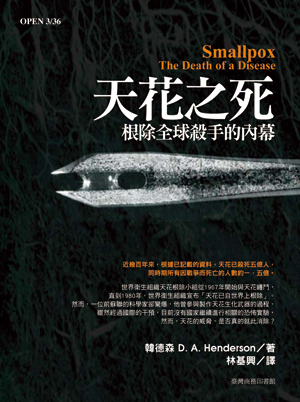 OPEN 3/36
Smallpox
The Death of a Disease
天花之死
根除全球殺手的內幕
近幾百年來，根據已記載的資料，天花已殺死五億人，
同時期所有因戰爭而死亡的人數約一．五億。
世界衛生組織天花根除小組從1967年開始與天花纏鬥，
直到1980年，世界衛生組織宣布「天花已自世界上根除」，
然而，一位前蘇聯的科學家卻驚爆，他曾參與製作天花生化武器的過程，
雖然經過國際的干預，目前沒有國家繼續進行相關的恐怖實驗，
然而，天花的威脅，是否真的就此消除？
韓德森 D. A. Henderson／著
林基興／譯
臺灣商務印書館